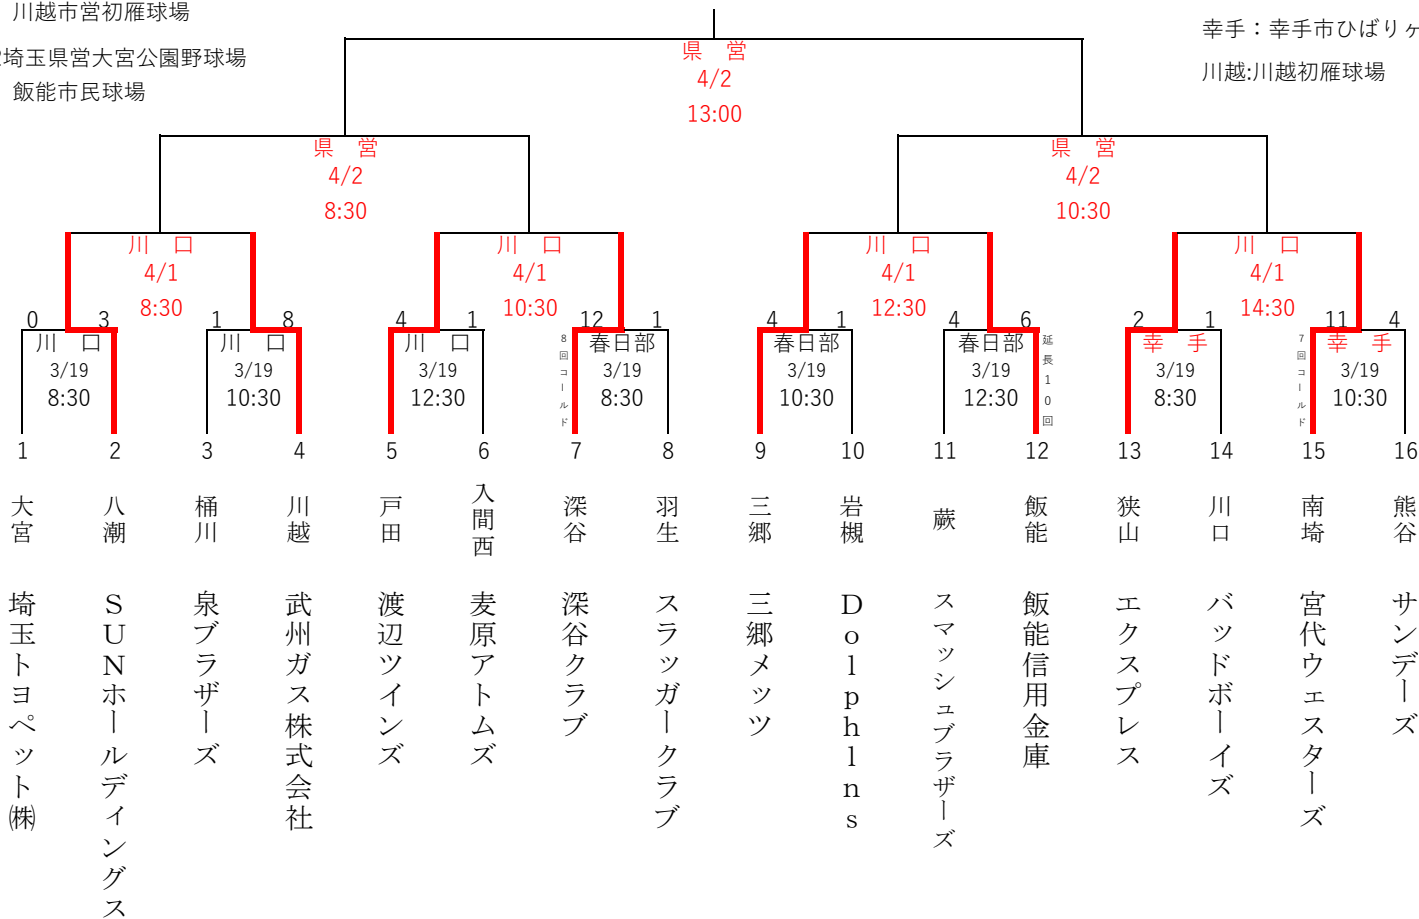 川越市営初雁球場
埼玉県営大宮公園野球場
飯能市民球場
幸手：幸手市ひばりヶ
川越:川越初雁球場
県　営
4/2
13:00
県　営
4/2
8:30
県　営
4/2
10:30
川　口
4/1
8:30
川　口
4/1
10:30
川　口
4/1
12:30
川　口
4/1
14:30
0 3
川　口
3/19
8:30
1 8
川　口
3/19
10:30
4 1
川　口
3/19
12:30
12 1
8回コールド
春日部
3/19
8:30
4 1
春日部
3/19
10:30
4 6
春日部
3/19
12:30
延長10回
2 1
幸　手
3/19
8:30
11 4
7回コールド
幸　手
3/19
10:30
1 2 3 4 5 6 7 8 9 10 11 12 13 14 15 16
大宮
八潮
桶川
川越
戸田
入間西
深谷
羽生
三郷
岩槻
蕨
飯能
狭山
川口
南埼
熊谷
埼玉トヨペット㈱
ＳＵＮホールディングス
泉ブラザーズ
武州ガス株式会社
渡辺ツインズ
麦原アトムズ
深谷クラブ
スラッガークラブ
三郷メッツ
Ｄｏｌｐｈｌｎｓ
スマッシュブラザーズ
飯能信用金庫
エクスプレス
バッドボーイズ
宮代ウェスターズ
サンデーズ